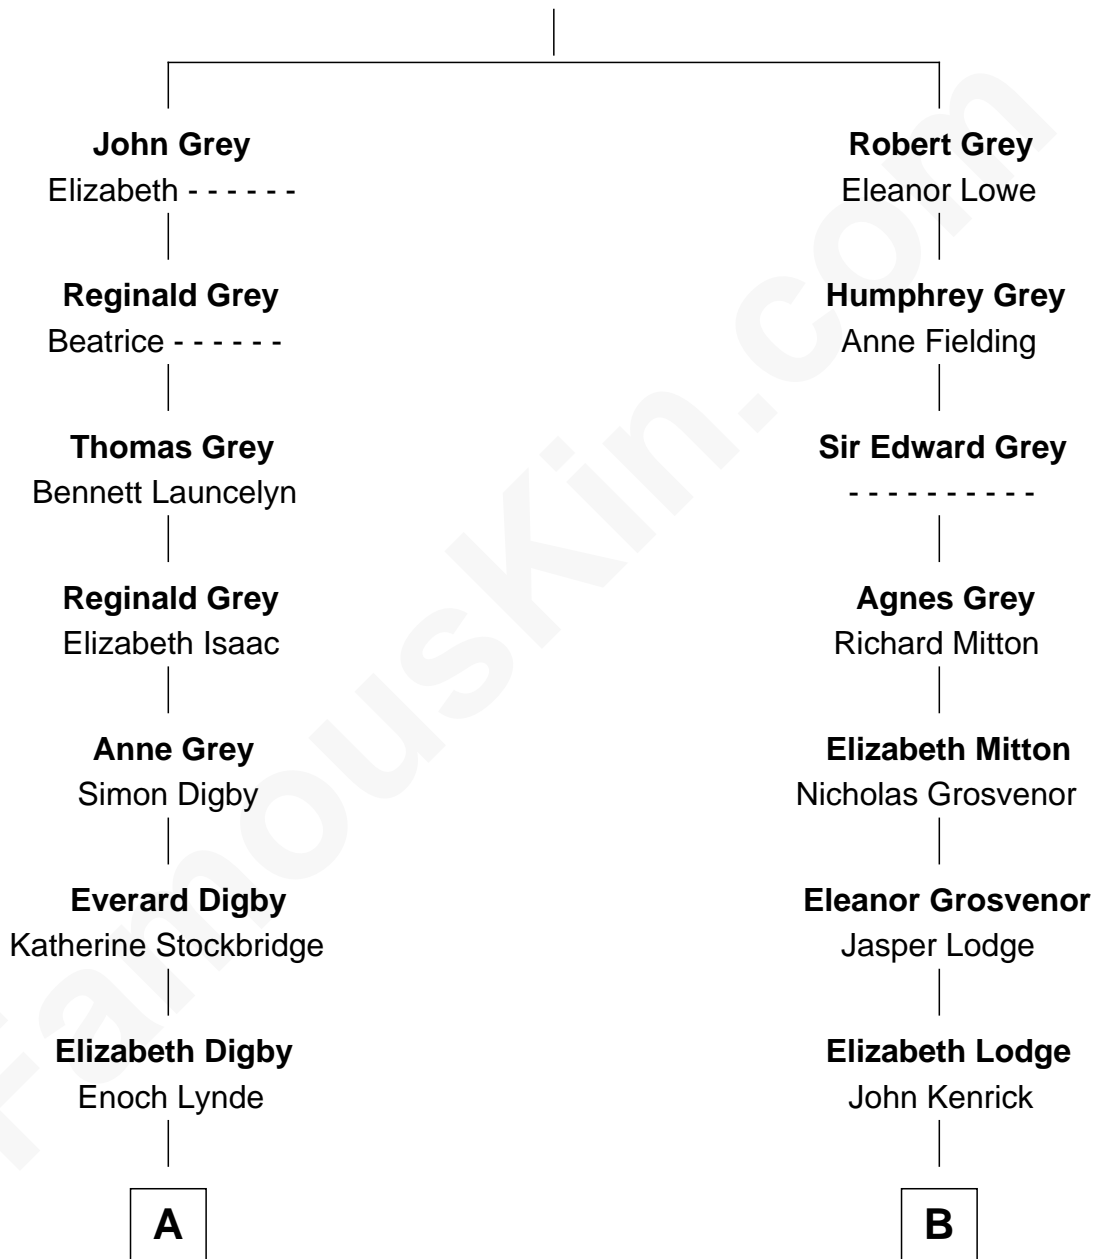 John Grey
Elizabeth - - - - - -
Reginald Grey
Beatrice - - - - - -
Thomas Grey
Bennett Launcelyn
Reginald Grey
Elizabeth Isaac
Anne Grey
Simon Digby
Everard Digby
Katherine Stockbridge
Elizabeth Digby
Enoch Lynde
A
Robert Grey
Eleanor Lowe
Humphrey Grey
Anne Fielding
Sir Edward Grey
- - - - - - - - - -
Agnes Grey
Richard Mitton
Elizabeth Mitton
Nicholas Grosvenor
Eleanor Grosvenor
Jasper Lodge
Elizabeth Lodge
John Kenrick
B
FamousKin.com